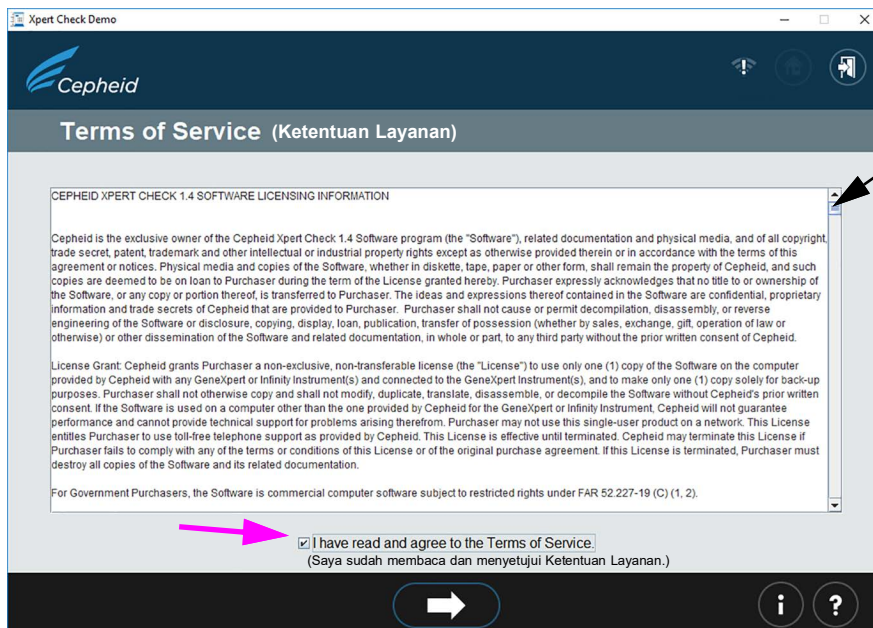 Xpert Check Demo
Cepheid
Terms of Service (Ketentuan Layanan)
CEPHEID XPERT CHECK 1.4 SOFTWARE LICENSING INFORMATION
Cepheid is the exclusive owner of the Cepheid Xpert Check 1.4 Software program (the "Software"), related documentation and physical media, and of all copyright,
trade secret, patent, trademark and other intellectual or industrial property rights except as otherwise provided therein or in accordance with the terms of this
agreement or notices. Physical media and copies of the Software, whether in diskette, tape, paper or other form, shall remain the property of Cepheid, and such
copies are deemed to be on loan to Purchaser during the term of the License granted hereby. Purchaser expressly acknowledges that no title to or ownership of
the Software, or any copy or portion thereof, is transferred to Purchaser. The ideas and expressions thereof contained in the Software are confidential, proprietary
information and trade secrets of Cepheid that are provided to Purchaser. Purchaser shall not cause or permit decompilation, disassembly, or reverse
engineering of the Software or disclosure, copying, display, loan, publication, transfer of possession (whether by sales, exchange, gift, operation of law or
otherwise) or other dissemination of the Software and related documentation, in whole or part, to any third party without the prior written consent of Cepheid.
License Grant: Cepheid grants Purchaser a non-exclusive, non-transferable license (the "License") to use only one (1) copy of the Software on the computer
provided by Cepheid with any GeneXpert or Infinity Instrument(s) and connected to the GeneXpert Instrument(s), and to make only one (1) copy solely for back-up
purposes. Purchaser shall not otherwise copy and shall not modify, duplicate, translate, disassemble, or decompile the Software without Cepheid's prior written
consent. If the Software is used on a computer other than the one provided by Cepheid for the GeneXpert or Infinity Instrument, Cepheid will not guarantee
performance and cannot provide technical support for problems arising therefrom. Purchaser may not use this single-user product on a network. This License
entitles Purchaser to use toll-free telephone support as provided by Cepheid. This License is effective until terminated. Cepheid may terminate this License if
Purchaser fails to comply with any of the terms or conditions of this License or of the original purchase agreement. If this License is terminated, Purchaser must
destroy all copies of the Software and its related documentation.
For Government Purchasers, the Software is commercial computer software subject to restricted rights under FAR 52.227-19 (C) (1, 2).
I have read and agree to the Terms of Service.
(Saya sudah membaca dan menyetujui Ketentuan Layanan.)
i ?